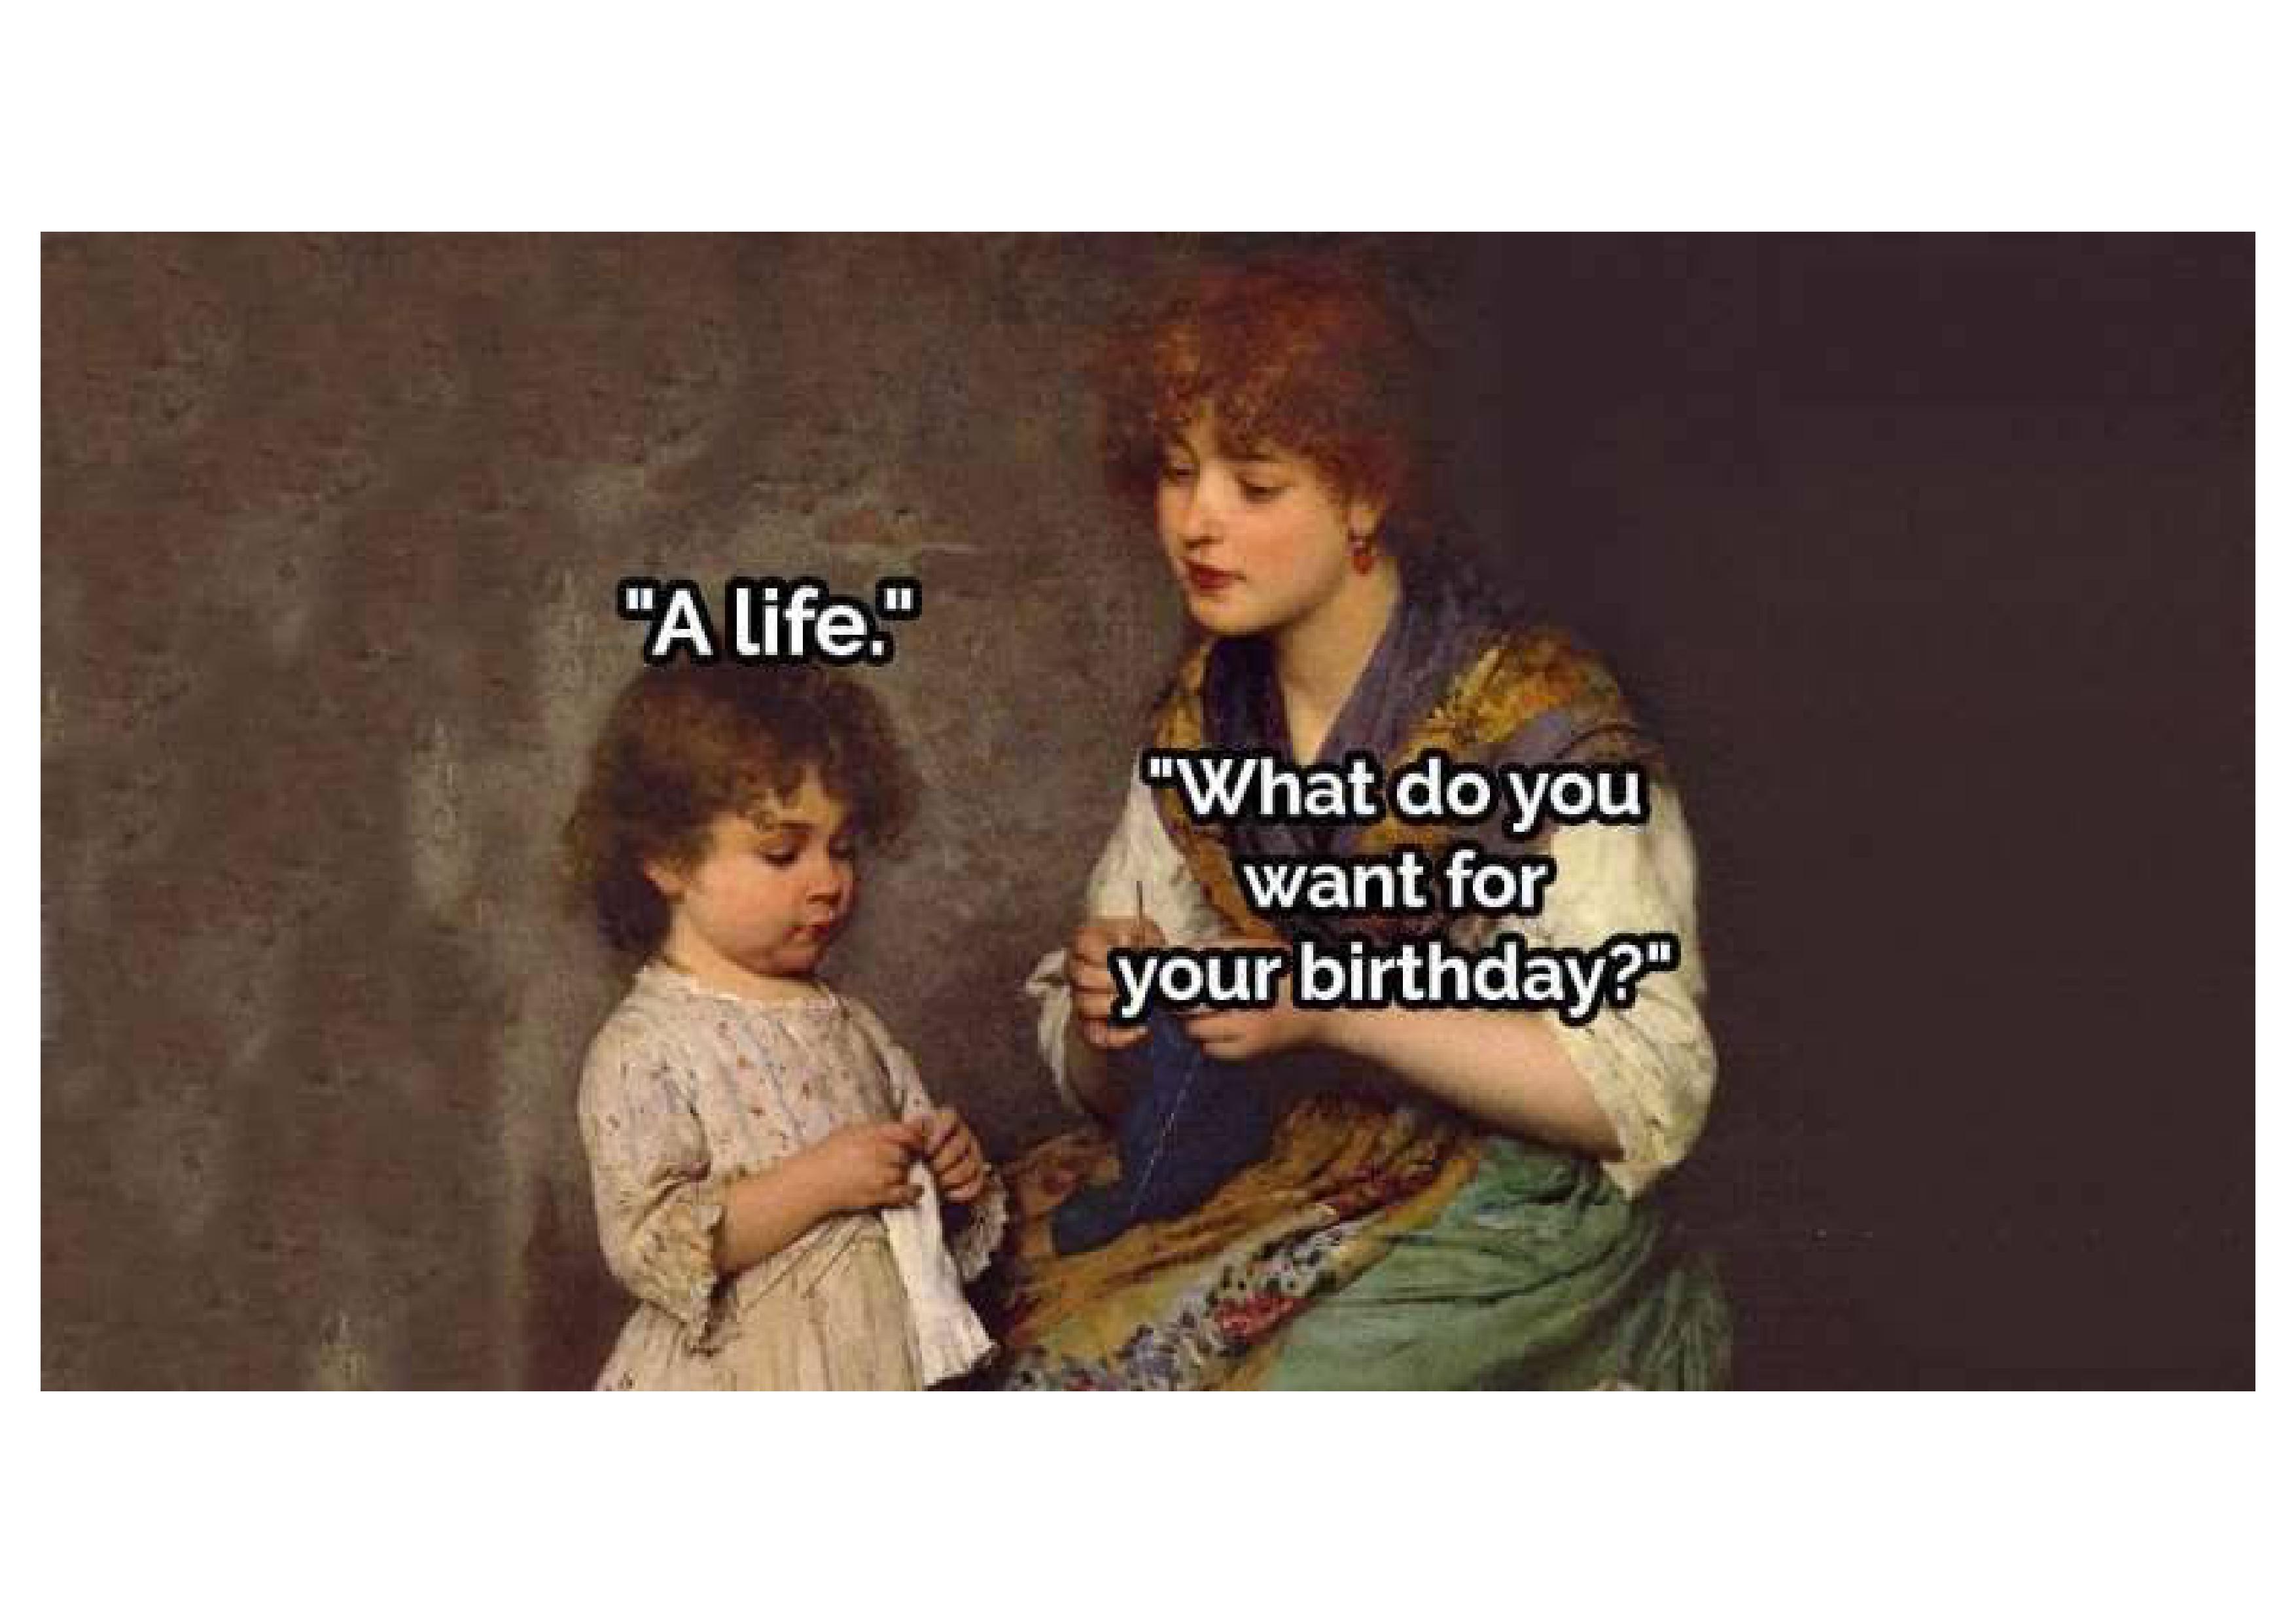 "A life."
"What do you
want for
your birthday?"